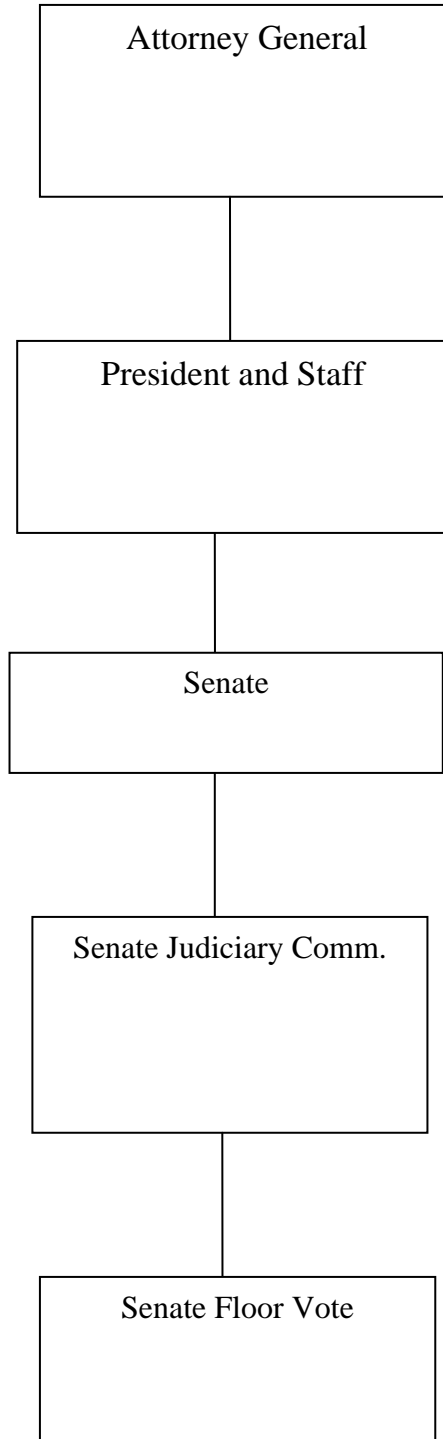 Attorney General
President and Staff
Senate
Senate Judiciary Comm.
Senate Floor Vote